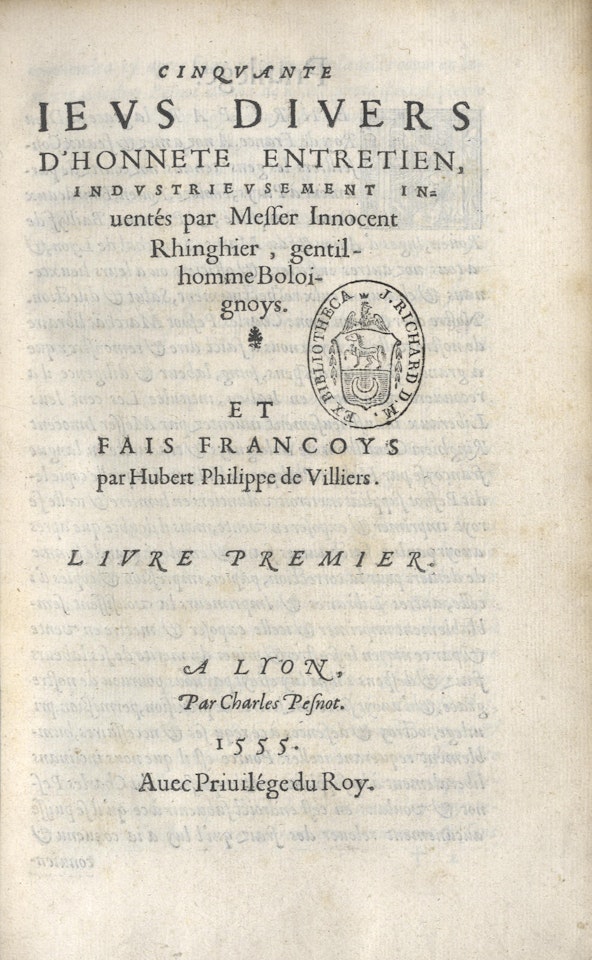 CINQVANTE
IEVS DIVERS
D'HONNETE ENTRETIEN,
INDVSTRIEVSEMENT IN-
uentés par Meſſer Innocent
Rhinghier, gentil-
homme Boloi-
gnoys.
EX BIBLIOTHECA J. RICHARD D.M.
ET
FAIS FRANCOYS
par Hubert Philippe de Villiers.
LIVRE PREMIER.
A LYON,
Par Charles Peſnot.
1555.
Auec Priuilége du Roy.